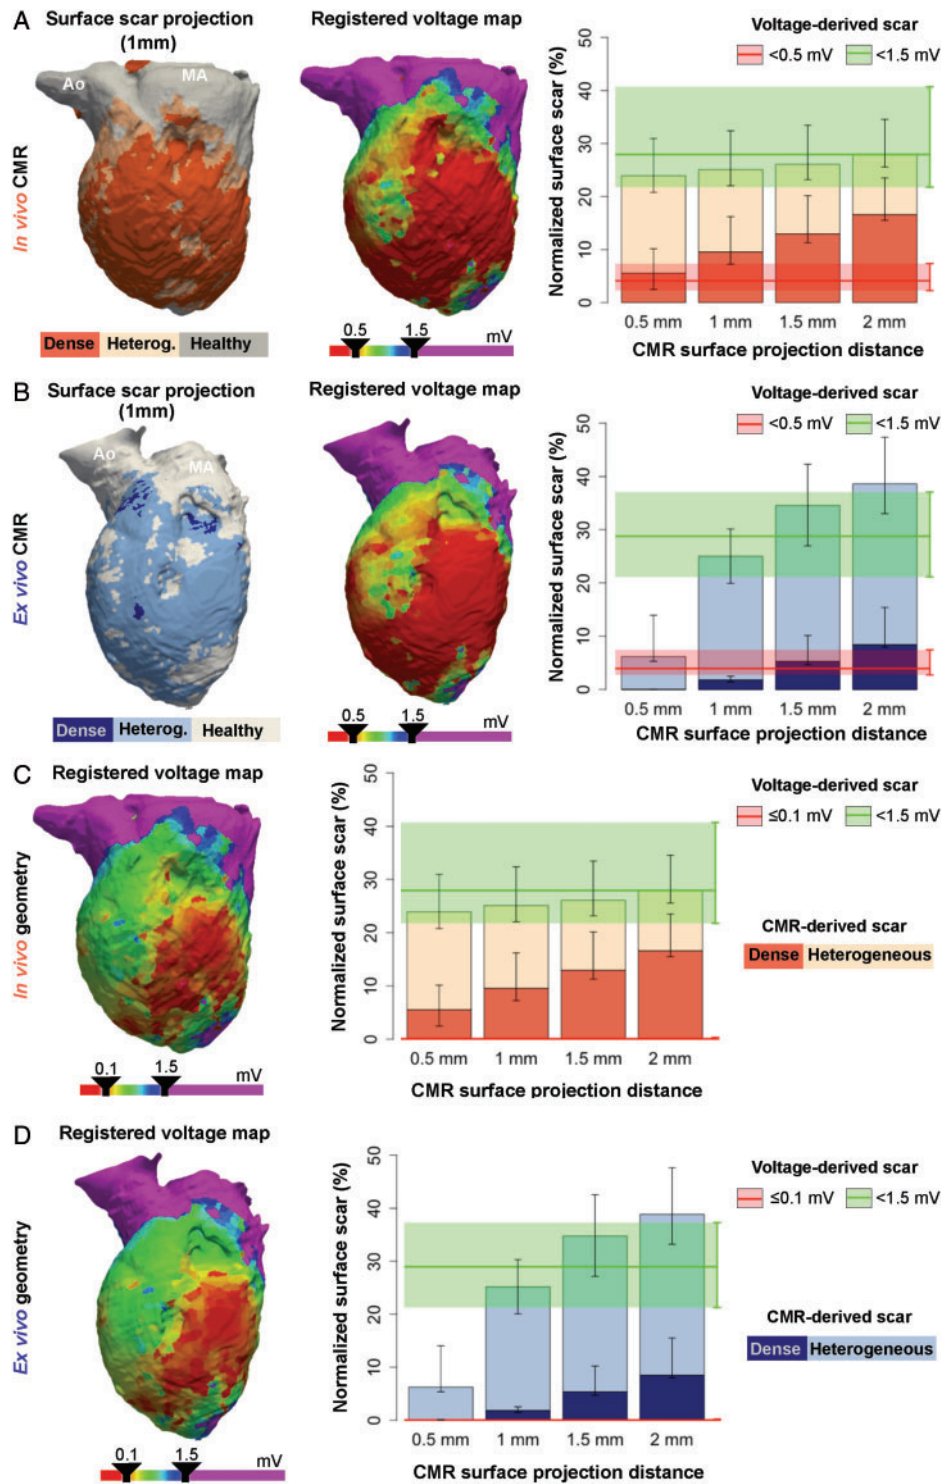 A
Surface scar projection
(1mm)
Registered voltage map
Ao
MA
In vivo CMR
Dense Heterog. Healthy
0.5 1.5
mV
Voltage-derived scar
<0.5 mV <1.5 mV
Normalized surface scar (%)
50
40
30
20
10
0
0.5 mm 1 mm 1.5 mm 2 mm
CMR surface projection distance
B
Surface scar projection
(1mm)
Registered voltage map
Ao
MA
Ex vivo CMR
Dense Heterog. Healthy
0.5 1.5
mV
Voltage-derived scar
<0.5 mV <1.5 mV
Normalized surface scar (%)
50
40
30
20
10
0
0.5 mm 1 mm 1.5 mm 2 mm
CMR surface projection distance
C
Registered voltage map
In vivo geometry
0.1 1.5
mV
Normalized surface scar (%)
50
40
30
20
10
0
0.5 mm 1 mm 1.5 mm 2 mm
CMR surface projection distance
Voltage-derived scar
≤0.1 mV <1.5 mV
CMR-derived scar
Dense Heterogeneous
D
Registered voltage map
Ex vivo geometry
0.1 1.5
mV
Normalized surface scar (%)
50
40
30
20
10
0
0.5 mm 1 mm 1.5 mm 2 mm
CMR surface projection distance
Voltage-derived scar
≤0.1 mV <1.5 mV
CMR-derived scar
Dense Heterogeneous